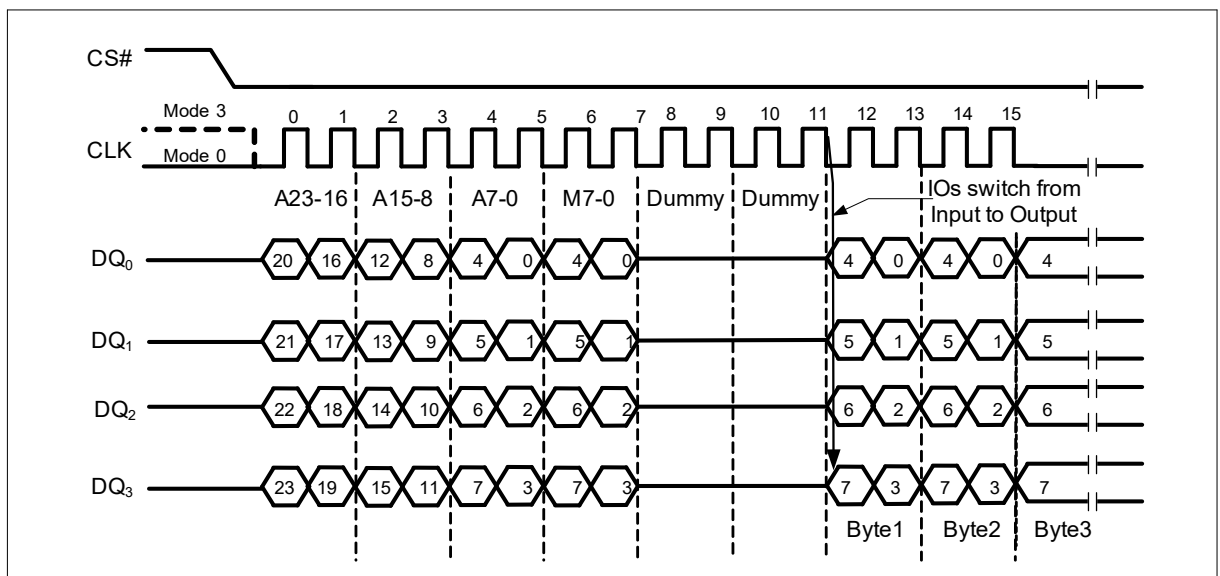 CS#
Mode 3
0 1 2 3 4 5 6 7 8 9 10 11 12 13 14 15
CLK
Mode 0
A23-16 A15-8 A7-0 M7-0 Dummy Dummy
IOs switch from
Input to Output
DQ0 20 16 12 8 4 0 4 0 4 0 4 0 4
DQ1 21 17 13 9 5 1 5 1 5 1 5 1 5
DQ2 22 18 14 10 6 2 6 2 6 2 6 2 6
DQ3 23 19 15 11 7 3 7 3 7 3 7 3 7
Byte1 Byte2 Byte3